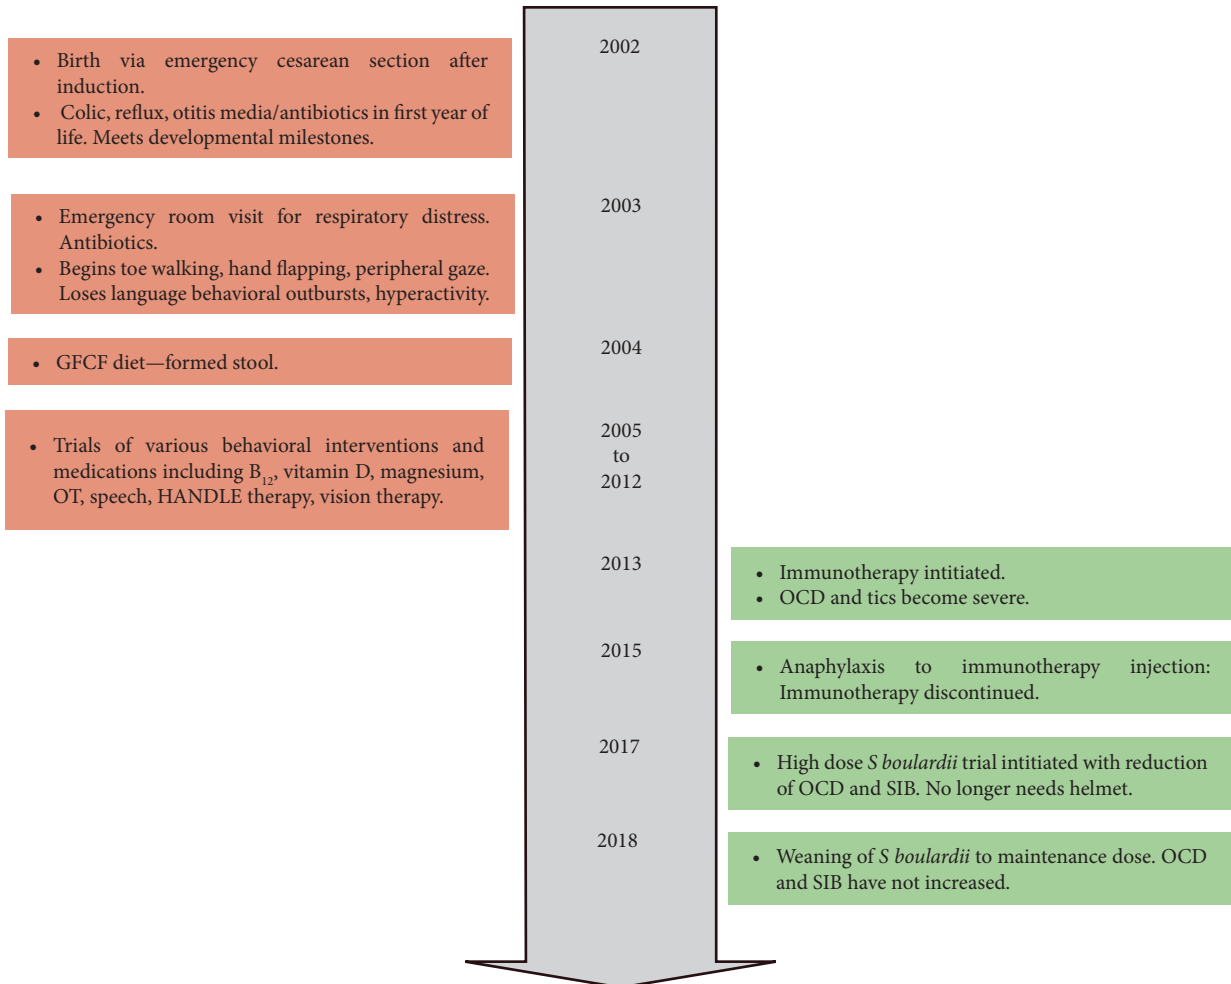 2002
• Birth via emergency cesarean section after
induction.
• Colic, reflux, otitis media/antibiotics in first year of
life. Meets developmental milestones.
2003
• Emergency room visit for respiratory distress.
Antibiotics.
• Begins toe walking, hand flapping, peripheral gaze.
Loses language behavioral outbursts, hyperactivity.
2004
• GFCF diet—formed stool.
2005
to
2012
• Trials of various behavioral interventions and
medications including B₁₂, vitamin D, magnesium,
OT, speech, HANDLE therapy, vision therapy.
2013
• Immunotherapy intitiated.
• OCD and tics become severe.
2015
• Anaphylaxis to immunotherapy injection:
Immunotherapy discontinued.
2017
• High dose S boulardii trial intitiated with reduction
of OCD and SIB. No longer needs helmet.
2018
• Weaning of S boulardii to maintenance dose. OCD
and SIB have not increased.